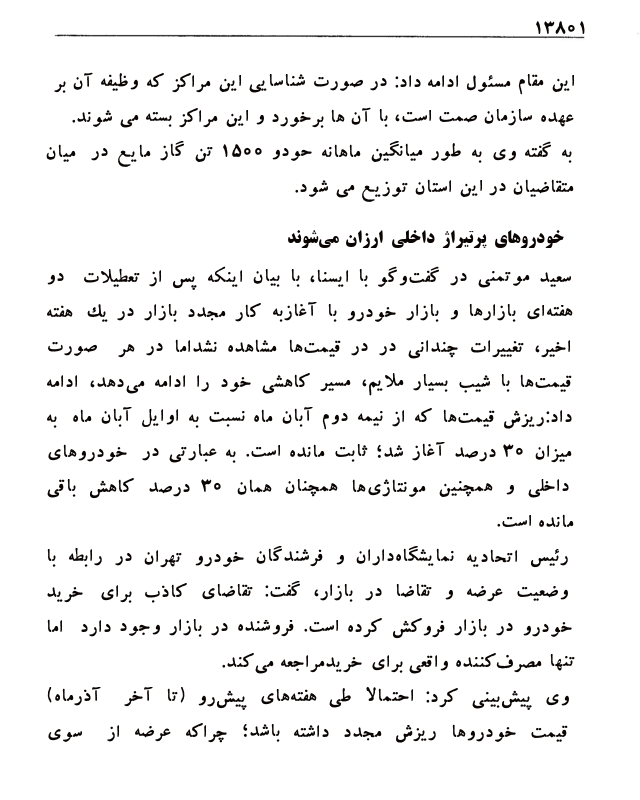 ۱۳۸۰۱
این مقام مسئول ادامه داد: در صورت شناسایی این مراکز که وظیفه آن بر
عهده سازمان صمت است، با آن ها برخورد و این مراکز بسته می شوند.
به گفته وی به طور میانگین ماهانه حودو ۱۵۰۰ تن گاز مایع در میان
متقاضیان در این استان توزیع می شود.
خودروهای پرتیراژ داخلی ارزان می‌شوند
سعید موتمنی در گفت‌وگو با ایسنا، با بیان اینکه پس از تعطیلات دو
هفته‌ای بازارها و بازار خودرو با آغازبه کار مجدد بازار در یك هفته
اخیر، تغییرات چندانی در در قیمت‌ها مشاهده نشداما در هر صورت
قیمت‌ها با شیب بسیار ملایم، مسیر کاهشی خود را ادامه می‌دهد، ادامه
داد:ریزش قیمت‌ها که از نیمه دوم آبان ماه نسبت به اوایل آبان ماه به
میزان ۳۰ درصد آغاز شد؛ ثابت مانده است. به عبارتی در خودروهای
داخلی و همچنین مونتاژی‌ها همچنان همان ۳۰ درصد کاهش باقی
مانده است.
رئیس اتحادیه نمایشگاه‌داران و فرشندگان خودرو تهران در رابطه با
وضعیت عرضه و تقاضا در بازار، گفت: تقاضای کاذب برای خرید
خودرو در بازار فروکش کرده است. فروشنده در بازار وجود دارد اما
تنها مصرف‌کننده واقعی برای خریدمراجعه می‌کند.
وی پیش‌بینی کرد: احتمالا طی هفته‌های پیش‌رو (تا آخر آذرماه)
قیمت خودروها ریزش مجدد داشته باشد؛ چراکه عرضه از سوی